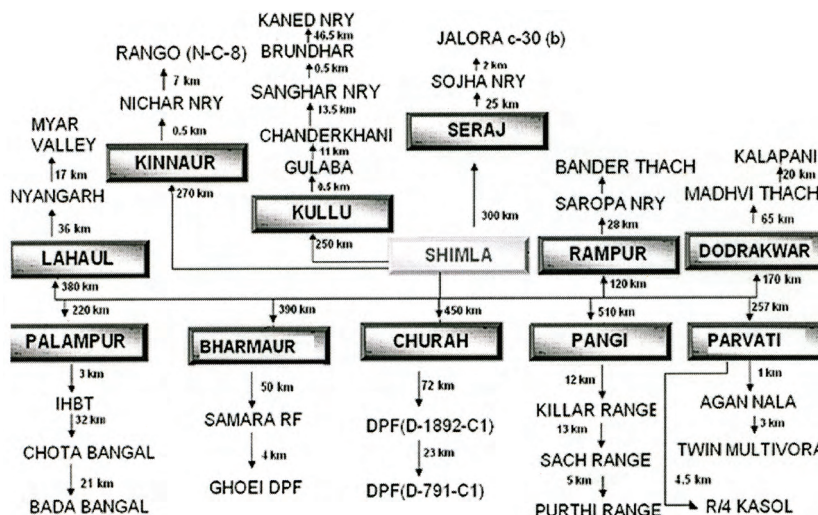 KANED NRY
46.5 km
BRUNDHAR
0.5 km
SANGHAR NRY
13.5 km
CHANDERKHANI
11 km
GULABA
0.5 km
KULLU
250 km
RANGO (N-C-8)
7 km
NICHAR NRY
0.5 km
KINNAUR
270 km
MYAR
VALLEY
17 km
NYANGARH
36 km
LAHAUL
380 km
JALORA c-30 (b)
2 km
SOJHA NRY
25 km
SERAJ
300 km
SHIMLA
BANDER THACH
SAROPA NRY
28 km
RAMPUR
120 km
KALAPANI
20 km
MADHVI THACH
65 km
DODRAKWAR
170 km
220 km
PALAMPUR
3 km
IHBT
32 km
CHOTA BANGAL
21 km
BADA BANGAL
390 km
BHARMAUR
50 km
SAMARA RF
4 km
GHOEI DPF
450 km
CHURAH
72 km
DPF(D-1892-C1)
23 km
DPF(D-791-C1)
510 km
PANGI
12 km
KILLAR RANGE
13 km
SACH RANGE
5 km
PURTHI RANGE
257 km
PARVATI
1 km
AGAN NALA
3 km
TWIN MULTIVORA
4.5 km
R/4 KASOL